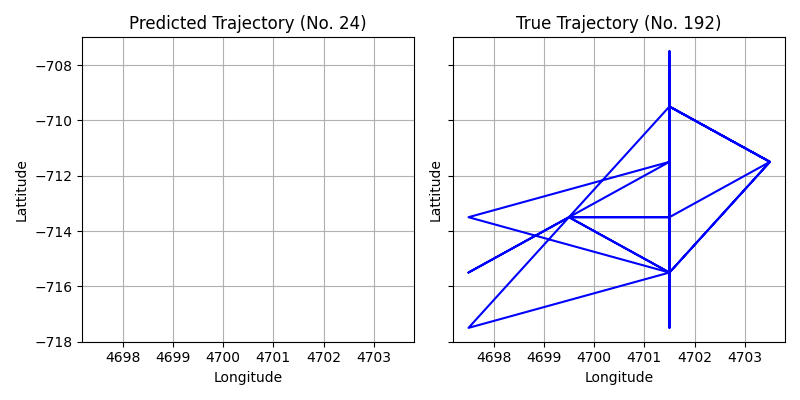 Predicted Trajectory (No. 24)
True Trajectory (No. 192)
Lattitude
−708
−710
−712
−714
−716
−718
4698 4699 4700 4701 4702 4703
Longitude
Lattitude
4698 4699 4700 4701 4702 4703
Longitude